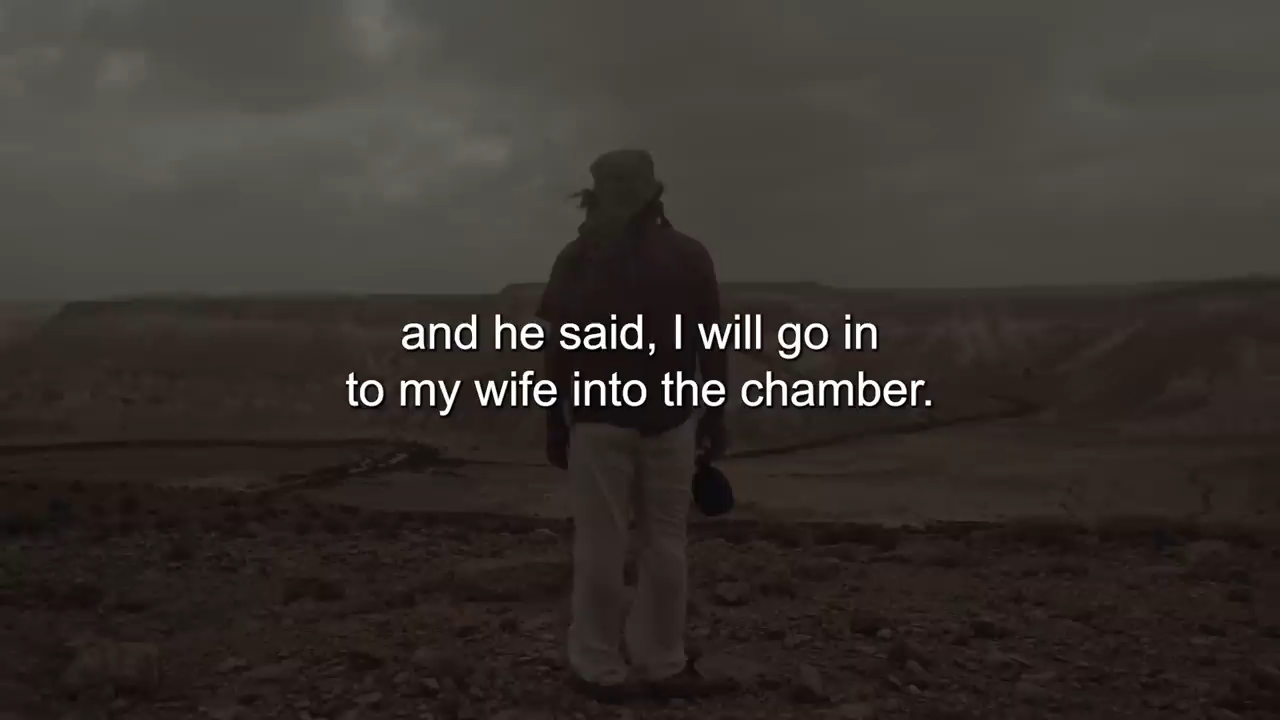 and he said, I will go in
to my wife into the chamber.